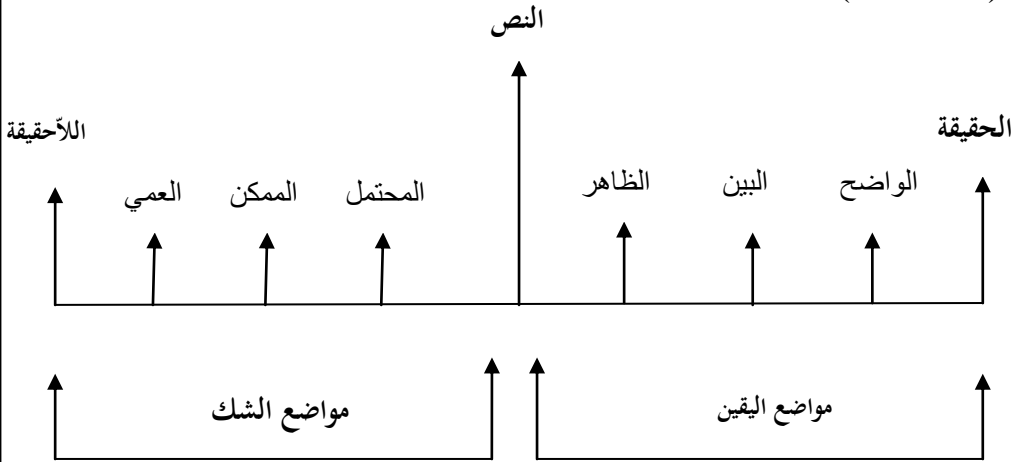 النص
الحقيقة
اللاّحقيقة
الواضح
البين
الظاهر
المحتمل
الممكن
العمي
مواضع اليقين
مواضع الشك